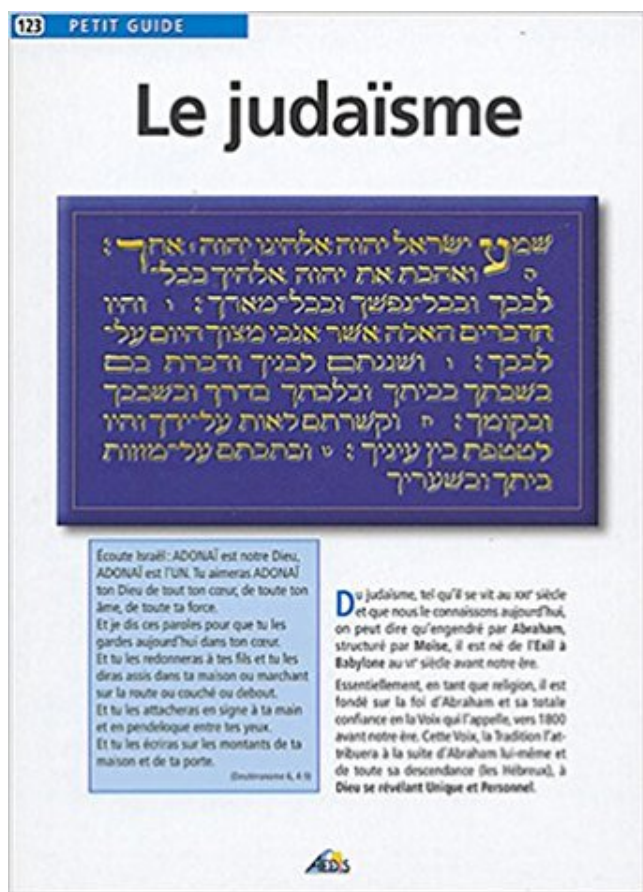 123 PETIT GUIDE
Le judaïsme
שמע ישראל יהוה אלהינו יהוה ׀ אחד :
ה ואהבת את יהוה אלהיך בכל־
לבבך ובכל־נפשך ובכל־מאדך : ו והיו
הדברים האלה אשר אנכי מצוך היום על־
לבבך : ז ושננתם לבניך ודברת בם
בשבתך בביתך ובלכתך בדרך ובשכבך
ובקומך : ח וקשרתם לאות על־ידך והיו
לטטפת בין עיניך : ט וכתבתם על־מזוזות
ביתך ובשעריך
Écoute Israël : ADONAÏ est notre Dieu,
ADONAÏ est l'UN. Tu aimeras ADONAÏ
ton Dieu de tout ton cœur, de toute ton
âme, de toute ta force.
Et je dis ces paroles pour que tu les
gardes aujourd'hui dans ton cœur.
Et tu les redonneras à tes fils et tu les
diras assis dans ta maison ou marchant
sur la route ou couché ou debout.
Et tu les attacheras en signe à ta main
et en pendeloque entre tes yeux.
Et tu les écriras sur les montants de ta
maison et de ta porte.
(Deutéronome 6, 4-9)
Du judaïsme, tel qu'il se vit au XXIe siècle
et que nous le connaissons aujourd'hui,
on peut dire qu'engendré par Abraham,
structuré par Moïse, il est né de l'Exil à
Babylone au VIe siècle avant notre ère.
Essentiellement, en tant que religion, il est
fondé sur la foi d'Abraham et sa totale
confiance en la Voix qui l'appelle, vers 1800
avant notre ère. Cette Voix, la Tradition l'at-
tribuera à la suite d'Abraham lui-même et
de toute sa descendance (les Hébreux), à
Dieu se révélant Unique et Personnel.
AEDIS